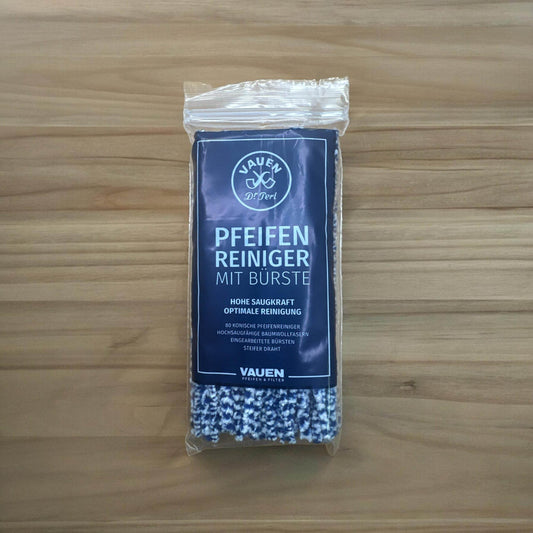 VAUEN
Dr. Perl
PFEIFEN
REINIGER
MIT BÜRSTE
HOHE SAUGKRAFT
OPTIMALE REINIGUNG
80 KONISCHE PFEIFENREINIGER
HOCHSAUGFÄHIGE BAUMWOLLFASERN
EINGEARBEITETE BÜRSTEN
STEIFER DRAHT
VAUEN
PFEIFEN & FILTER